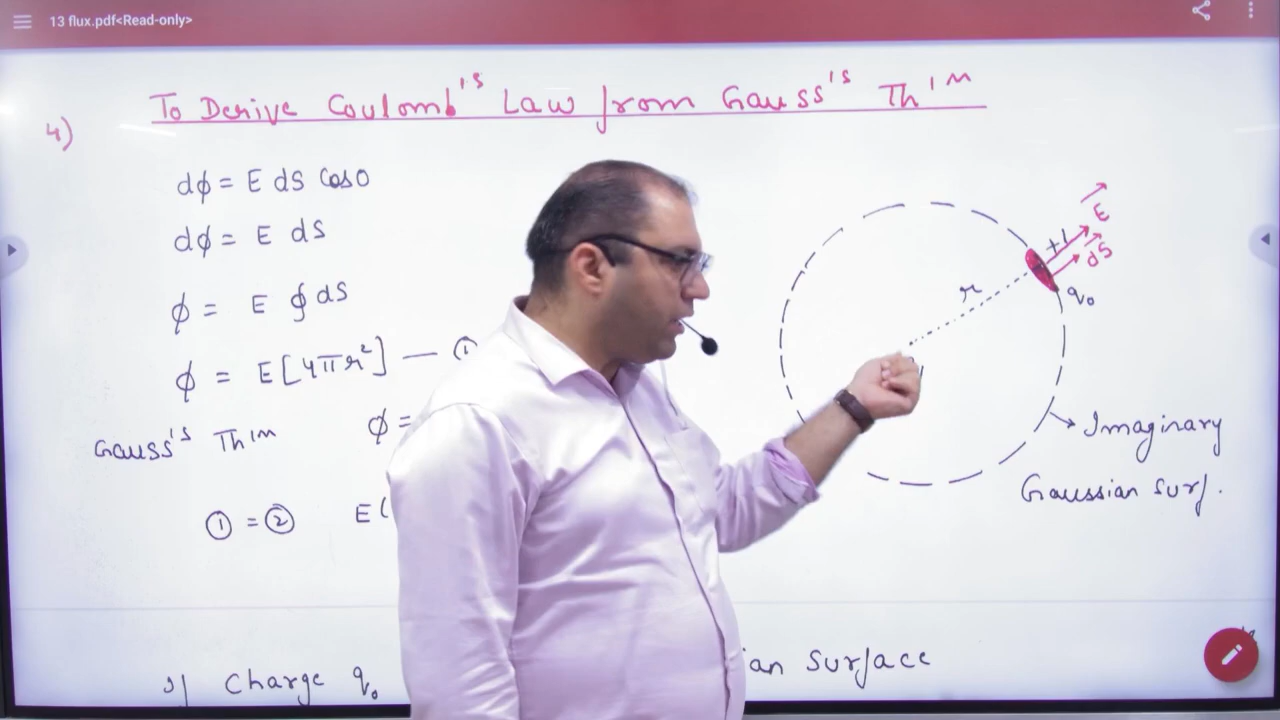 13 flux.pdf<Read-only>
4) To Derive Coulomb's Law from Gauss's Th'm
dϕ = E dS Cos0
dϕ = E dS
ϕ = E ∮ dS
ϕ = E[4πr²] — ①
Gauss's Th'm ϕ =
① = ② E(
E
+1
dS
q₀
r
Imaginary
Gaussian Surf.
Charge q₀ an Surface